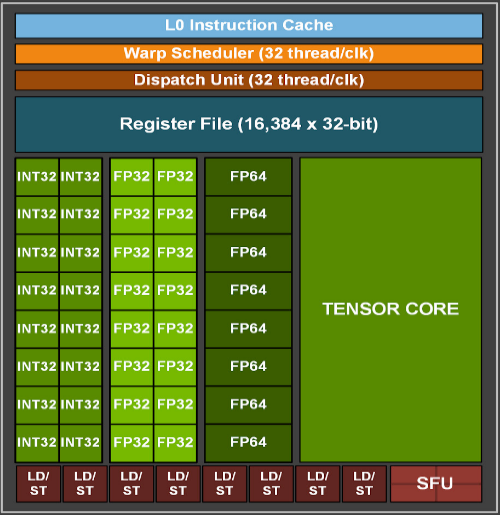 L0 Instruction Cache
Warp Scheduler (32 thread/clk)
Dispatch Unit (32 thread/clk)
Register File (16,384 x 32-bit)
INT32 INT32 FP32 FP32 FP64
INT32 INT32 FP32 FP32 FP64
INT32 INT32 FP32 FP32 FP64
INT32 INT32 FP32 FP32 FP64
INT32 INT32 FP32 FP32 FP64
INT32 INT32 FP32 FP32 FP64
INT32 INT32 FP32 FP32 FP64
INT32 INT32 FP32 FP32 FP64
TENSOR CORE
LD/ LD/ LD/ LD/ LD/ LD/ LD/ LD/
ST ST ST ST ST ST ST ST
SFU